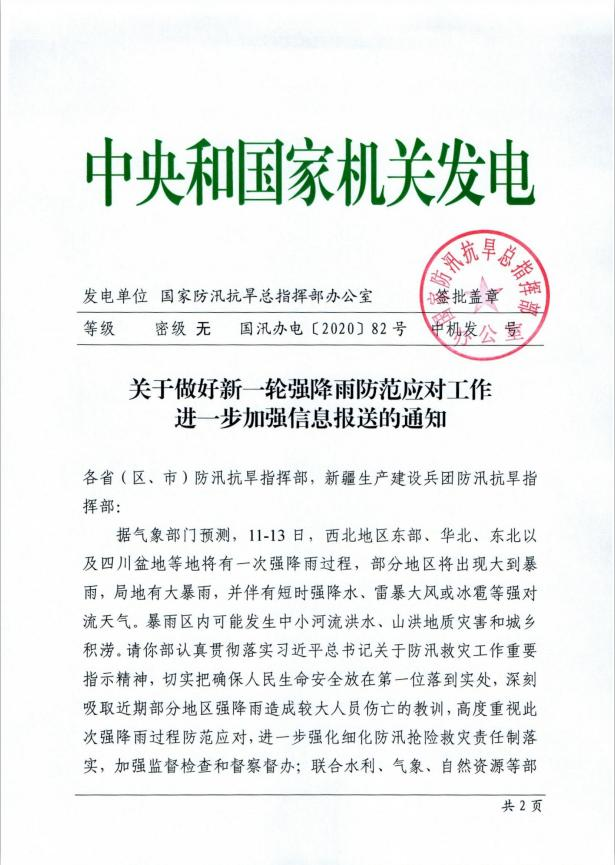 中央和国家机关发电
国家防汛抗旱总指挥部
办公室
发电单位 国家防汛抗旱总指挥部办公室 签批盖章
等级 密级 无 国汛办电〔2020〕82号 中机发 号
关于做好新一轮强降雨防范应对工作
进一步加强信息报送的通知
各省（区、市）防汛抗旱指挥部，新疆生产建设兵团防汛抗旱指
挥部：
据气象部门预测，11-13日，西北地区东部、华北、东北以
及四川盆地等地将有一次强降雨过程，部分地区将出现大到暴
雨，局地有大暴雨，并伴有短时强降水、雷暴大风或冰雹等强对
流天气。暴雨区内可能发生中小河流洪水、山洪地质灾害和城乡
积涝。请你部认真贯彻落实习近平总书记关于防汛救灾工作重要
指示精神，切实把确保人民生命安全放在第一位落到实处，深刻
吸取近期部分地区强降雨造成较大人员伤亡的教训，高度重视此
次强降雨过程防范应对，进一步强化细化防汛抢险救灾责任制落
实，加强监督检查和督察督办；联合水利、气象、自然资源等部
共2页